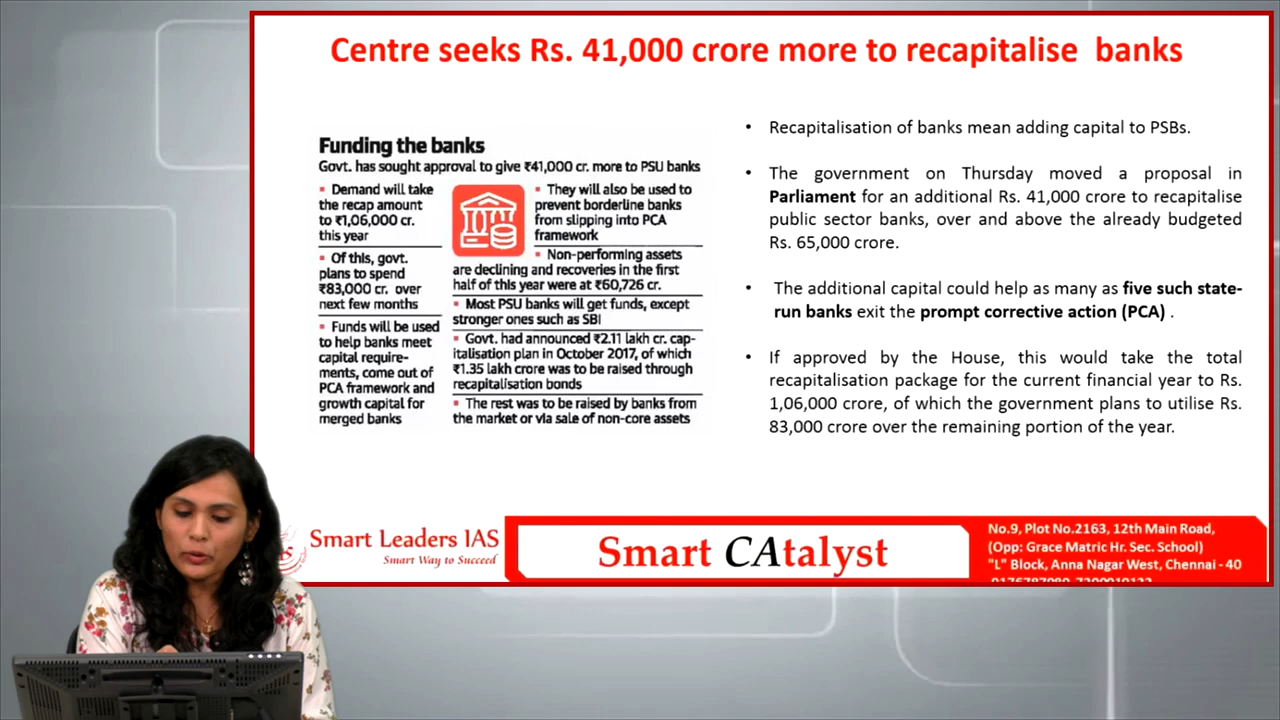 Centre seeks Rs. 41,000 crore more to recapitalise banks
Funding the banks
Govt. has sought approval to give ₹41,000 cr. more to PSU banks
▪ Demand will take
the recap amount
to ₹1,06,000 cr.
this year
▪ Of this, govt.
plans to spend
₹83,000 cr. over
next few months
▪ Funds will be used
to help banks meet
capital require-
ments, come out of
PCA framework and
growth capital for
merged banks
▪ They will also be used to
prevent borderline banks
from slipping into PCA
framework
▪ Non-performing assets
are declining and recoveries in the first
half of this year were at ₹60,726 cr.
▪ Most PSU banks will get funds, except
stronger ones such as SBI
▪ Govt. had announced ₹2.11 lakh cr. cap-
italisation plan in October 2017, of which
₹1.35 lakh crore was to be raised through
recapitalisation bonds
▪ The rest was to be raised by banks from
the market or via sale of non-core assets
• Recapitalisation of banks mean adding capital to PSBs.
• The government on Thursday moved a proposal in
Parliament for an additional Rs. 41,000 crore to recapitalise
public sector banks, over and above the already budgeted
Rs. 65,000 crore.
• The additional capital could help as many as five such state-
run banks exit the prompt corrective action (PCA) .
• If approved by the House, this would take the total
recapitalisation package for the current financial year to Rs.
1,06,000 crore, of which the government plans to utilise Rs.
83,000 crore over the remaining portion of the year.
Smart Leaders IAS
Smart Way to Succeed
Smart CAtalyst
No.9, Plot No.2163, 12th Main Road,
(Opp: Grace Matric Hr. Sec. School)
"L" Block, Anna Nagar West, Chennai - 40